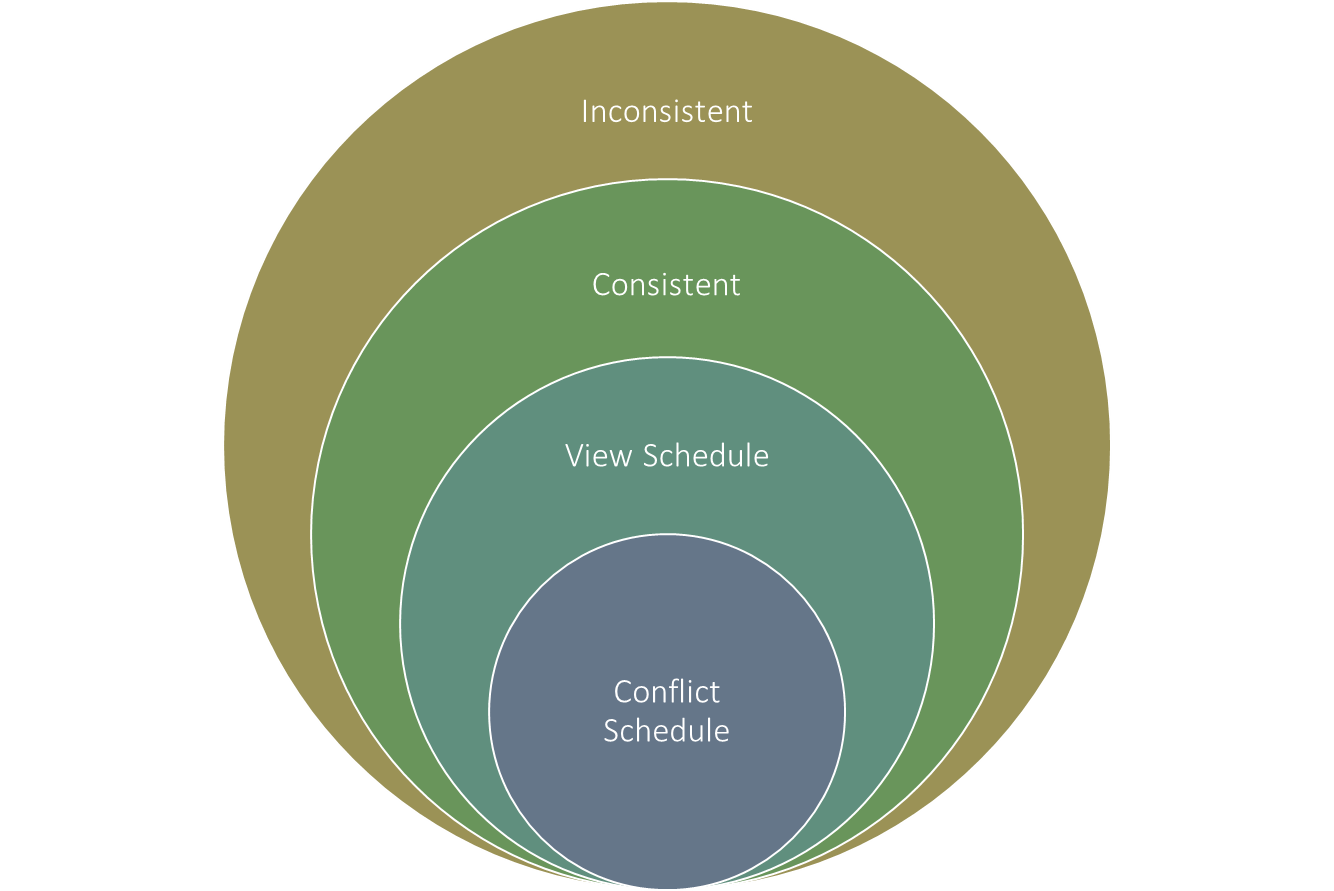 Inconsistent
Consistent
View Schedule
Conflict
Schedule